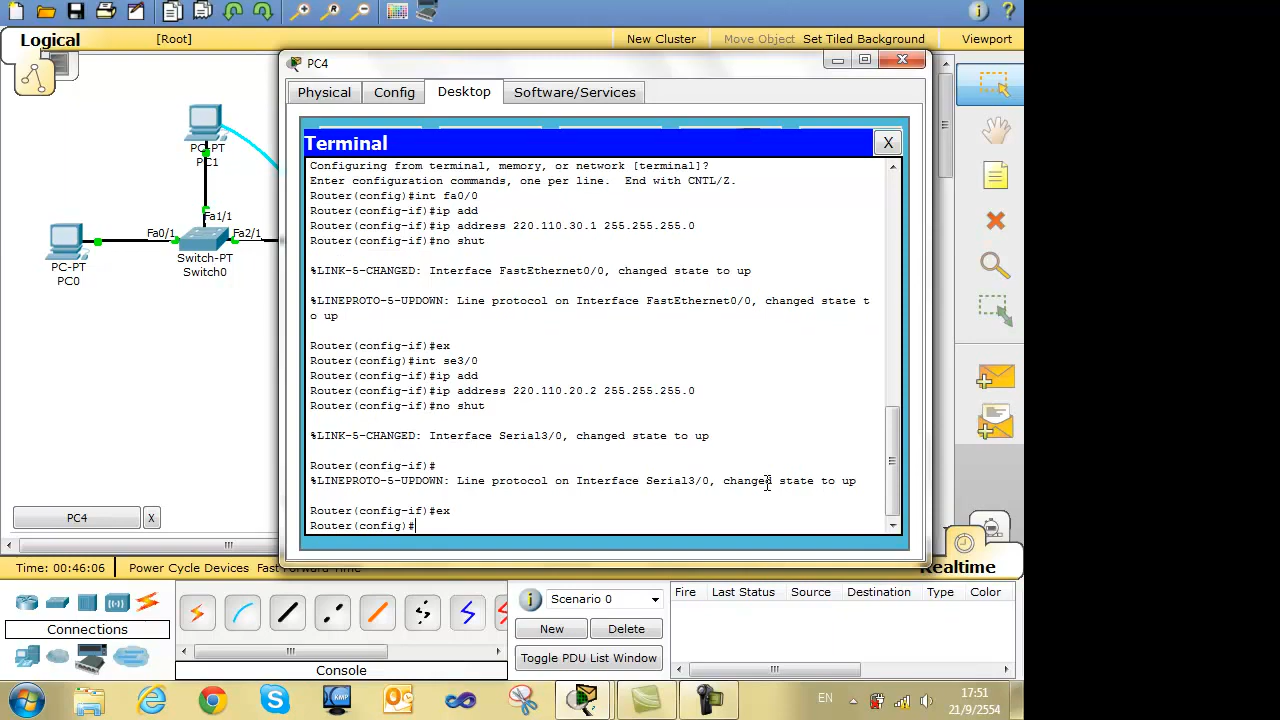 Logical
[Root]
New Cluster
Move Object
Set Tiled Background
Viewport
PC4
Physical
Config
Desktop
Software/Services
Terminal
X
Configuring from terminal, memory, or network [terminal]?
Enter configuration commands, one per line.  End with CNTL/Z.
Router(config)#int fa0/0
Router(config-if)#ip add
Router(config-if)#ip address 220.110.30.1 255.255.255.0
Router(config-if)#no shut
%LINK-5-CHANGED: Interface FastEthernet0/0, changed state to up
%LINEPROTO-5-UPDOWN: Line protocol on Interface FastEthernet0/0, changed state t
o up
Router(config-if)#ex
Router(config)#int se3/0
Router(config-if)#ip add
Router(config-if)#ip address 220.110.20.2 255.255.255.0
Router(config-if)#no shut
%LINK-5-CHANGED: Interface Serial3/0, changed state to up
Router(config-if)#
%LINEPROTO-5-UPDOWN: Line protocol on Interface Serial3/0, changed state to up
Router(config-if)#ex
Router(config)#
PC-PT
PC1
Fa1/1
Fa0/1
Fa2/1
PC-PT
PC0
Switch-PT
Switch0
PC4
X
Time: 00:46:06
Power Cycle Devices
Fast Forward Time
Realtime
Connections
Console
Scenario 0
New
Delete
Toggle PDU List Window
Fire
Last Status
Source
Destination
Type
Color
EN
17:51
21/9/2554